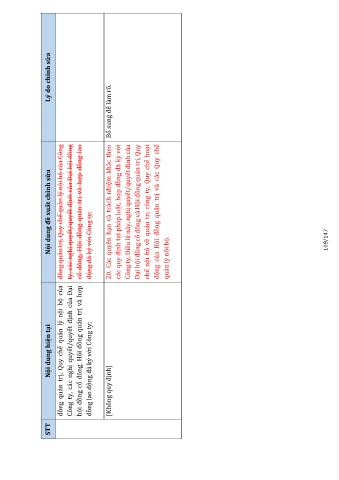 STT
Nội dung hiện tại
Nội dung đề xuất chỉnh sửa
Lý do chỉnh sửa
đồng quản trị, Quy chế quản lý nội bộ của
Công ty, các nghị quyết/quyết định của Đại
hội đồng cổ đông, Hội đồng quản trị và hợp
đồng lao động đã ký với Công ty;
đồng quản trị, Quy chế quản lý nội bộ của Công
ty, các nghị quyết/quyết định của Đại hội đồng
cổ đông, Hội đồng quản trị và hợp đồng lao
động đã ký với Công ty;
[Không quy định]
20. Các quyền hạn và trách nhiệm khác theo
các quy định tại pháp luật, hợp đồng đã ký với
Công ty, Điều lệ này, nghị quyết/quyết định của
Đại hội đồng cổ đông và Hội đồng quản trị, Quy
chế nội bộ về quản trị công ty, Quy chế hoạt
động của Hội đồng quản trị và các Quy chế
quản lý nội bộ.
Bổ sung để làm rõ.
119/147